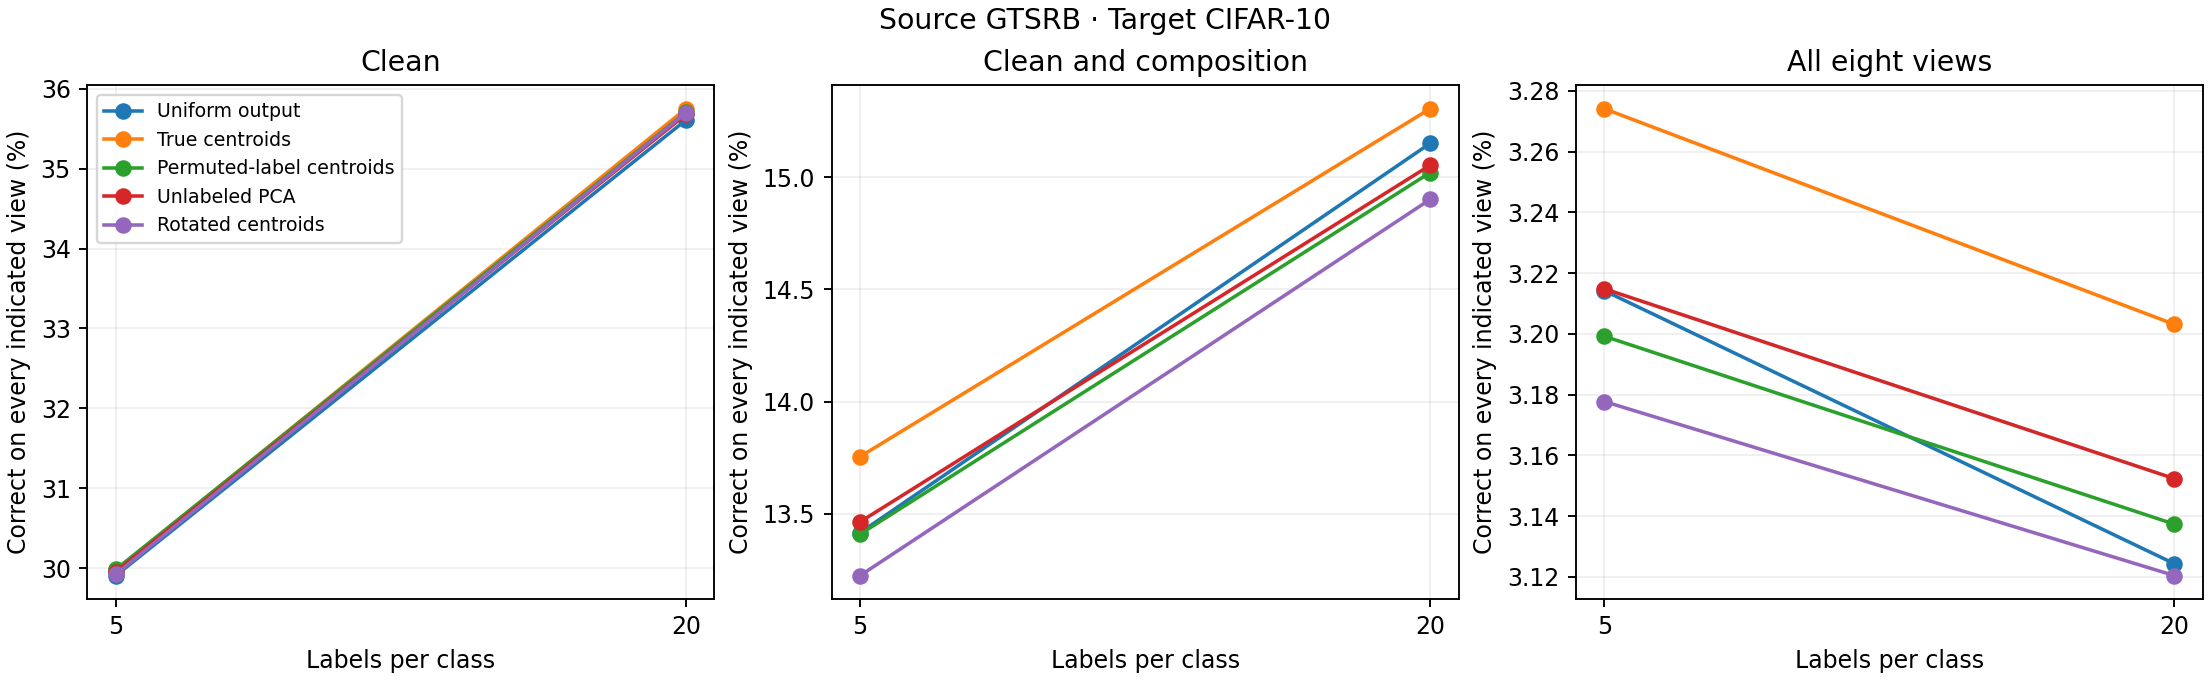 Source GTSRB · Target CIFAR-10
Clean
Correct on every indicated view (%)
36
35
34
33
32
31
30
Uniform output
True centroids
Permuted-label centroids
Unlabeled PCA
Rotated centroids
5
20
Labels per class
Clean and composition
Correct on every indicated view (%)
15.0
14.5
14.0
13.5
5
20
Labels per class
All eight views
Correct on every indicated view (%)
3.28
3.26
3.24
3.22
3.20
3.18
3.16
3.14
3.12
5
20
Labels per class